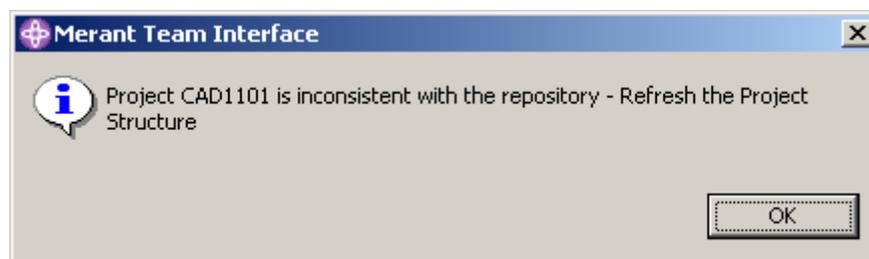 Merant Team Interface
Project CAD1101 is inconsistent with the repository - Refresh the Project
Structure
OK